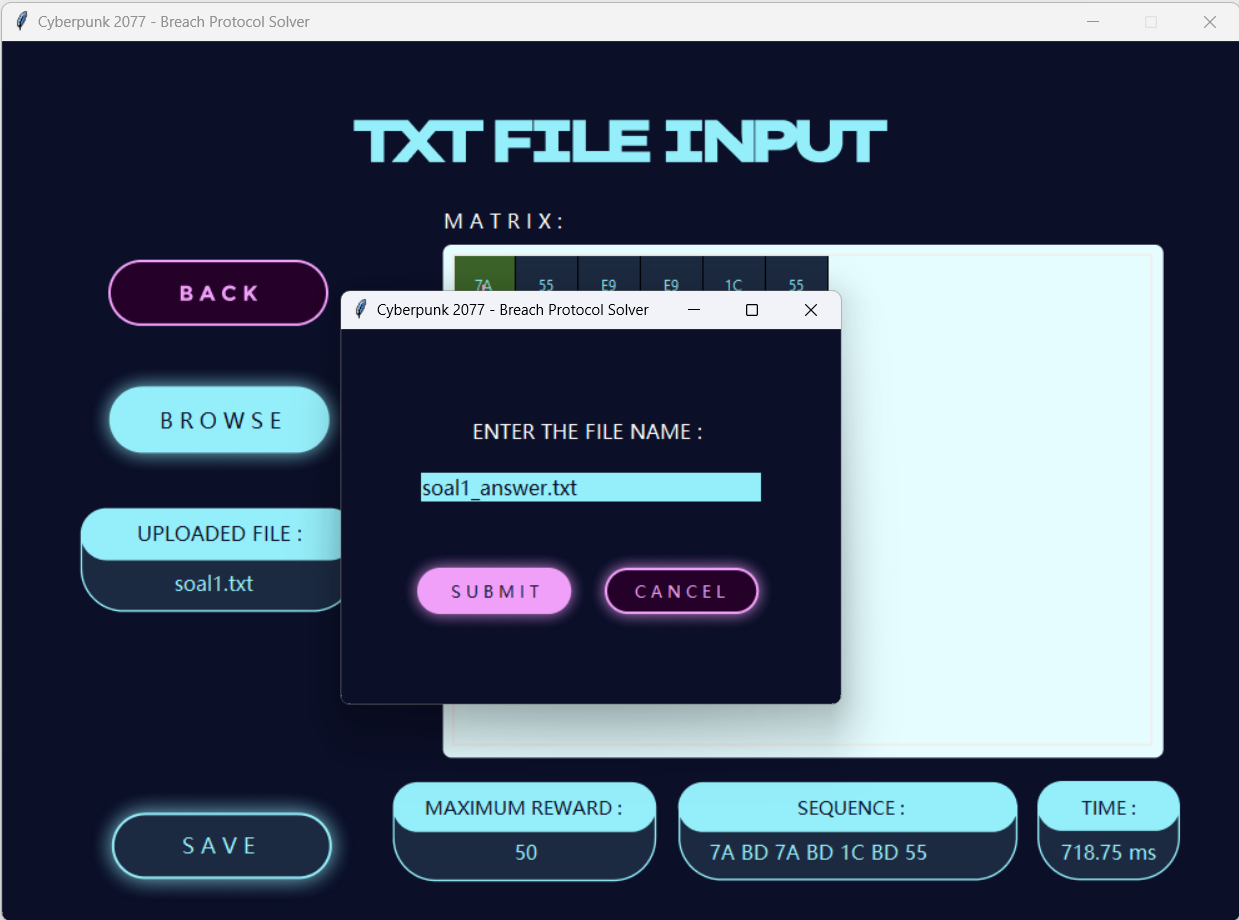 Cyberpunk 2077 - Breach Protocol Solver
TXT FILE INPUT
MATRIX:
BACK
7A 55 E9 E9 1C 55
Cyberpunk 2077 - Breach Protocol Solver
BROWSE
ENTER THE FILE NAME :
soal1_answer.txt
UPLOADED FILE :
soal1.txt
SUBMIT CANCEL
SAVE
MAXIMUM REWARD :
50
SEQUENCE :
7A BD 7A BD 1C BD 55
TIME :
718.75 ms